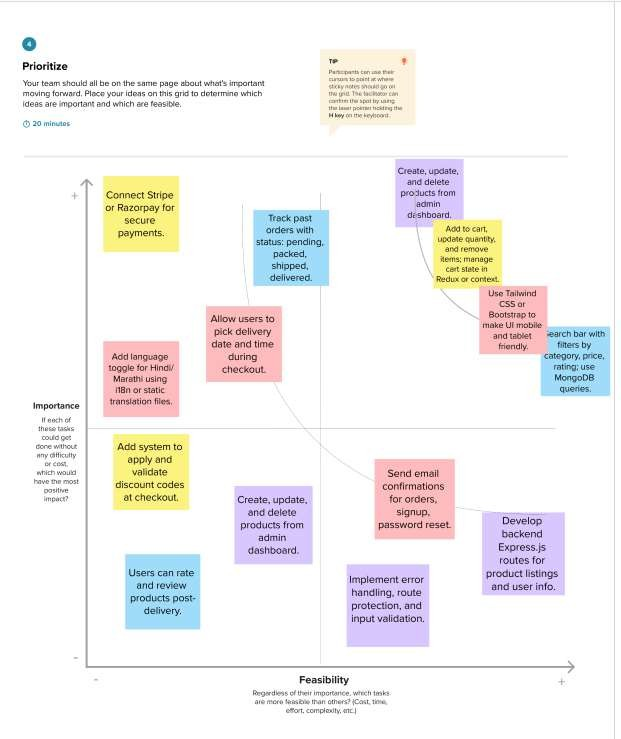 4
Prioritize
Your team should all be on the same page about what's important
moving forward. Place your ideas on this grid to determine which
ideas are important and which are feasible.
20 minutes
TIP
Participants can use their
cursors to point at where
sticky notes should go on
the grid. The facilitator can
confirm the spot by using
the laser pointer holding the
H key on the keyboard.
+
Connect Stripe
or Razorpay for
secure
payments.
Track past
orders with
status: pending,
packed,
shipped,
delivered.
Create, update,
and delete
products from
admin
dashboard.
Add to cart,
update quantity,
and remove
items; manage
cart state in
Redux or context.
Use Tailwind
CSS or
Bootstrap to
make UI mobile
and tablet
friendly.
Search bar with
filters by
category, price,
rating; use
MongoDB
queries.
Allow users to
pick delivery
date and time
during
checkout.
Add language
toggle for Hindi/
Marathi using
i18n or static
translation files.
Importance
If each of
these tasks
could get
done without
any difficulty
or cost,
which would
have the most
positive
impact?
Add system to
apply and
validate
discount codes
at checkout.
Create, update,
and delete
products from
admin
dashboard.
Send email
confirmations
for orders,
signup,
password reset.
Develop
backend
Express.js
routes for
product listings
and user info.
Users can rate
and review
products post-
delivery.
Implement error
handling, route
protection, and
input validation.
-
-
Feasibility
+
Regardless of their importance, which tasks
are more feasible than others? (Cost, time,
effort, complexity, etc.)